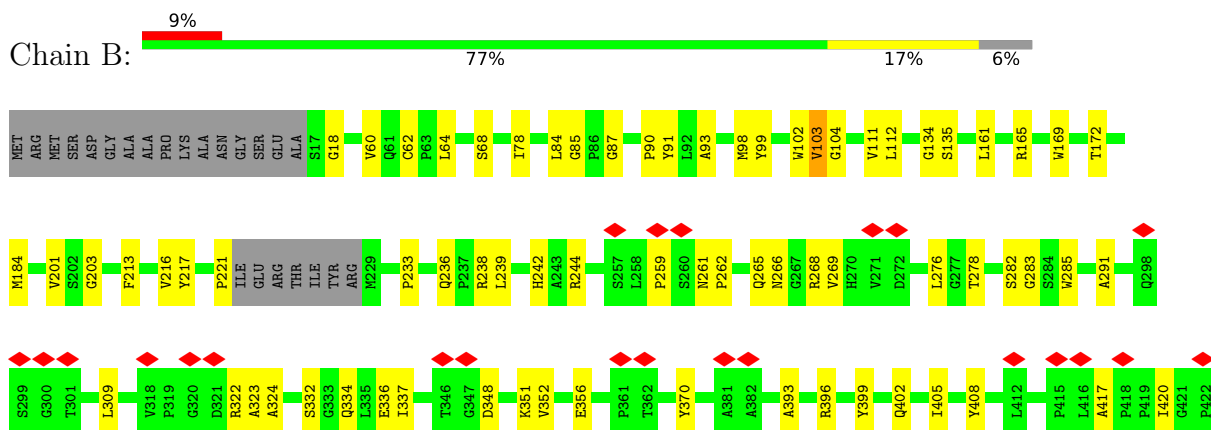 9%
Chain B:
77% 17% 6%
MET ARG MET SER ASP GLY ALA ALA PRO LYS ALA ASN GLY SER GLU ALA S17 G18 V60 Q61 C62 P63 L64 S68 I78 L84 G85 P86 G87 P90 Y91 L92 A93 M98 Y99 W102 V103 G104 V111 L112 G134 S135 L161 R165 W169 T172
M184 V201 S202 G203 F213 V216 Y217 P221 ILE GLU ARG THR ILE TYR ARG M229 P233 Q236 P237 R238 L239 H242 A243 R244 S257 L258 P259 S260 N261 P262 Q265 N266 G267 R268 V269 H270 V271 D272 L276 G277 T278 S282 G283 S284 W285 A291 Q298
S299 G300 T301 L309 V318 P319 G320 D321 R322 A323 A324 S332 G333 Q334 L335 E336 I337 T346 G347 D348 K351 V352 E356 P361 T362 Y370 A381 A382 A393 R396 Y399 Q402 I405 Y408 L412 P415 L416 A417 P418 P419 I420 G421 P422